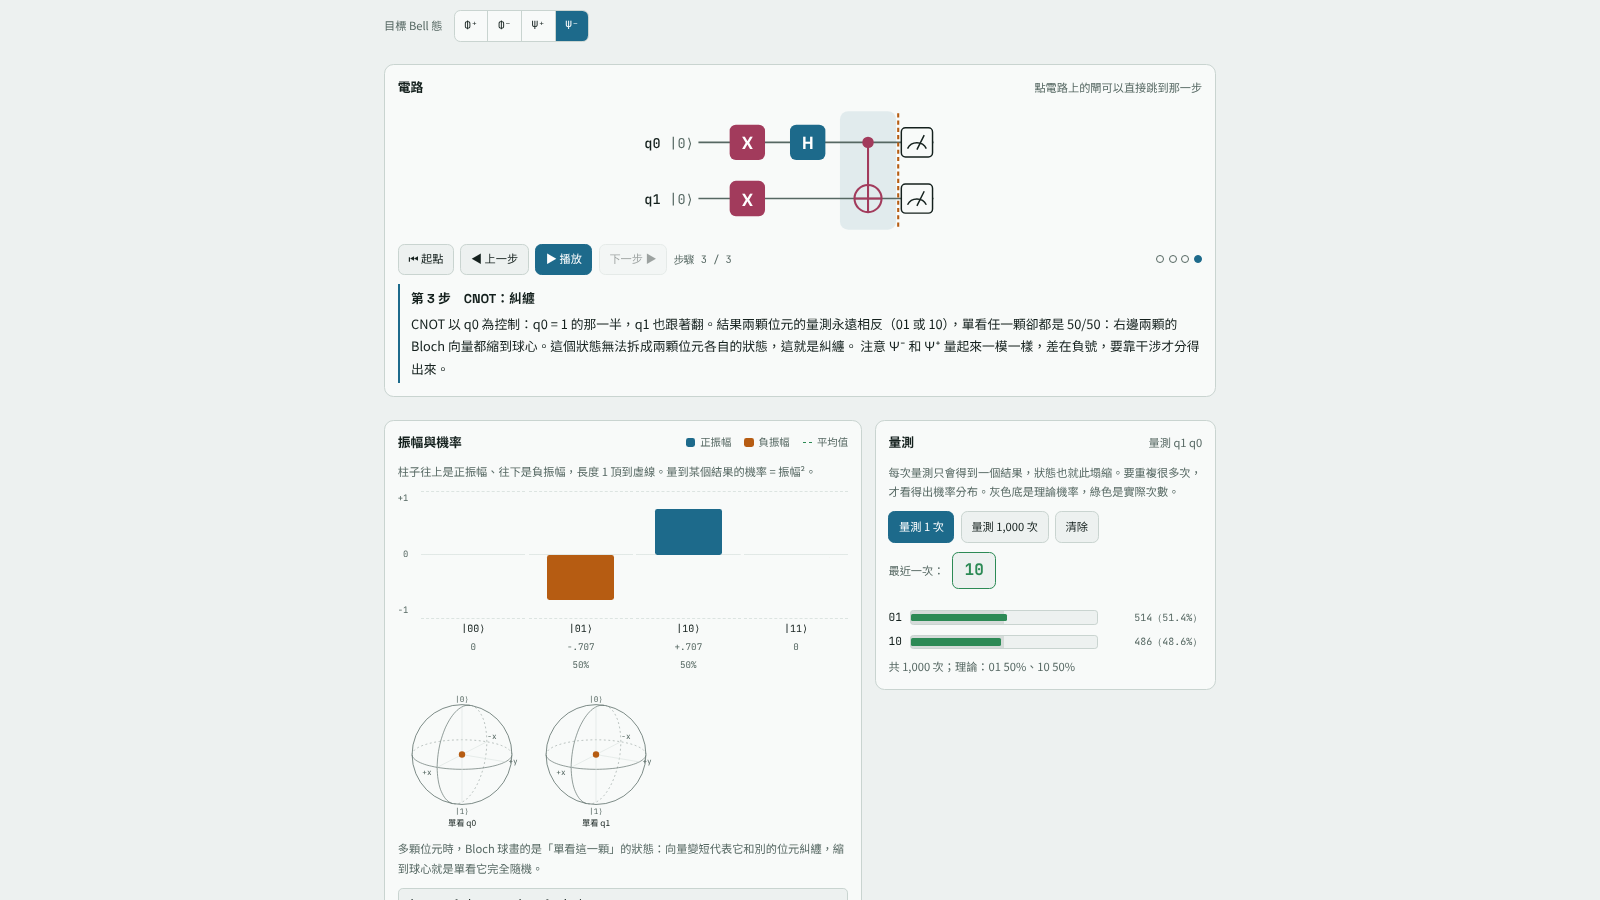 目標 Bell 態 Φ⁺ Φ⁻ Ψ⁺ Ψ⁻
電路 點電路上的閘可以直接跳到那一步
q0 |0⟩ X H
q1 |0⟩ X
⏮ 起點 ◀ 上一步 ▶ 播放 下一步 ▶ 步驟 3 / 3
第 3 步 CNOT：糾纏
CNOT 以 q0 為控制：q0 = 1 的那一半，q1 也跟著翻。結果兩顆位元的量測永遠相反（01 或 10），單看任一顆卻都是 50/50：右邊兩顆的
Bloch 向量都縮到球心。這個狀態無法拆成兩顆位元各自的狀態，這就是糾纏。 注意 Ψ⁻ 和 Ψ⁺ 量起來一模一樣，差在負號，要靠干涉才分得
出來。
振幅與機率 正振幅 負振幅 平均值
柱子往上是正振幅、往下是負振幅，長度 1 頂到虛線。量到某個結果的機率 = 振幅²。
+1
0
-1
|00⟩ |01⟩ |10⟩ |11⟩
0 -.707 +.707 0
50% 50%
|0⟩ |0⟩
-x -x
+y +y
+x +x
|1⟩ |1⟩
單看 q0 單看 q1
多顆位元時，Bloch 球畫的是「單看這一顆」的狀態：向量變短代表它和別的位元糾纏，縮
到球心就是單看它完全隨機。
量測 量測 q1 q0
每次量測只會得到一個結果，狀態也就此塌縮。要重複很多次，
才看得出機率分布。灰色底是理論機率，綠色是實際次數。
量測 1 次 量測 1,000 次 清除
最近一次： 10
01 514（51.4%）
10 486（48.6%）
共 1,000 次；理論：01 50%、10 50%